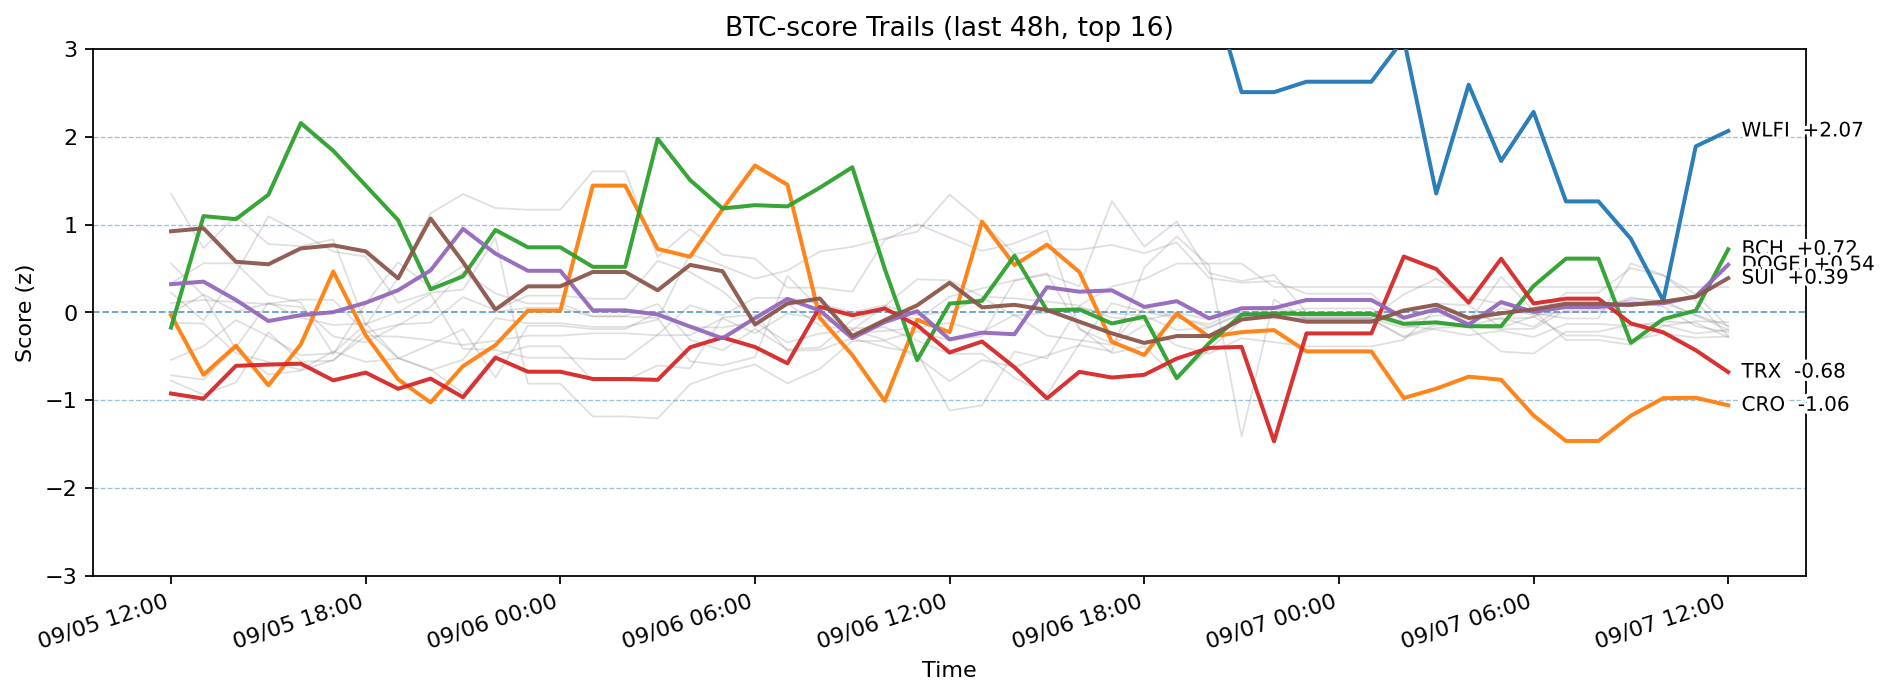 BTC-score Trails (last 48h, top 16)
Score (z)
3
2
1
0
−1
−2
−3
WLFI +2.07
BCH +0.72
DOGE +0.54
SUI +0.39
TRX -0.68
CRO -1.06
09/05 12:00
09/05 18:00
09/06 00:00
09/06 06:00
09/06 12:00
09/06 18:00
09/07 00:00
09/07 06:00
09/07 12:00
Time